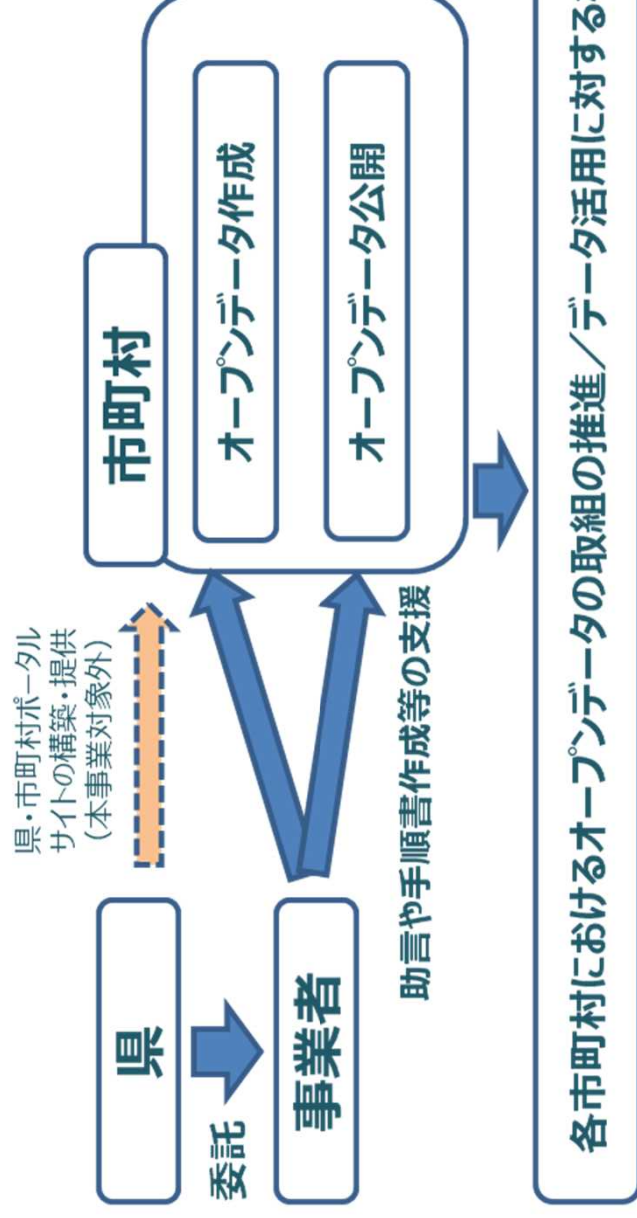 県・市町村ポータル
サイトの構築・提供
（本事業対象外）
県
市町村
委託
事業者
オープンデータ作成
オープンデータ公開
助言や手順書作成等の支援
各市町村におけるオープンデータの取組の推進／データ活用に対する